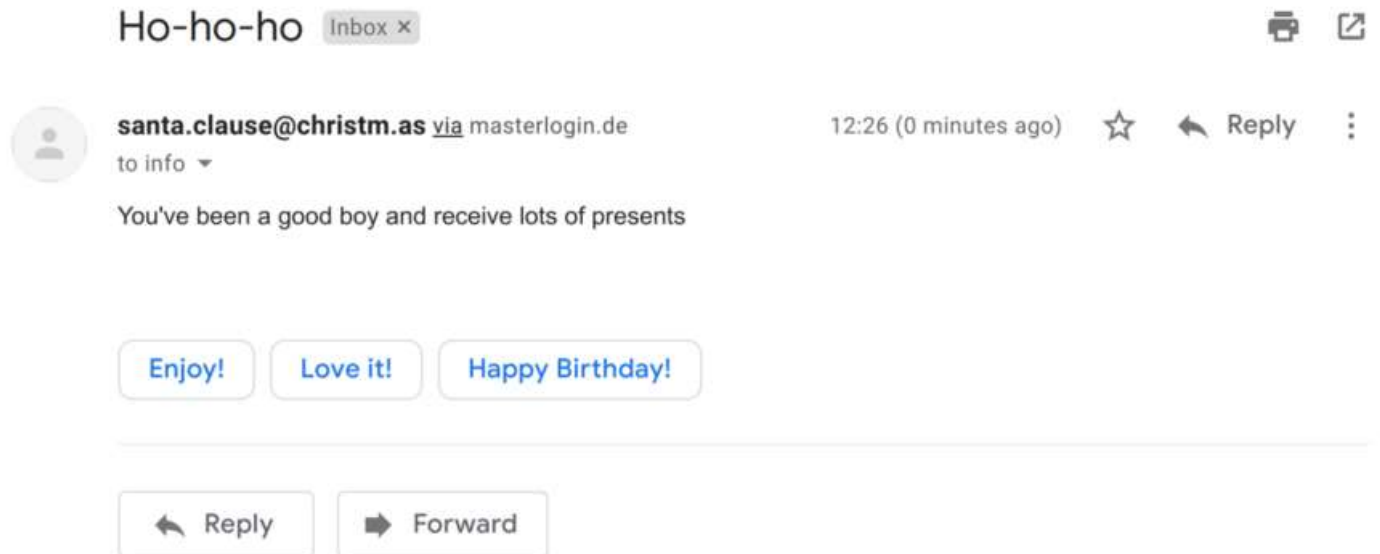 Ho-ho-ho Inbox ×
santa.clause@christm.as via masterlogin.de 12:26 (0 minutes ago) Reply
to info
You've been a good boy and receive lots of presents
Enjoy! Love it! Happy Birthday!
Reply Forward